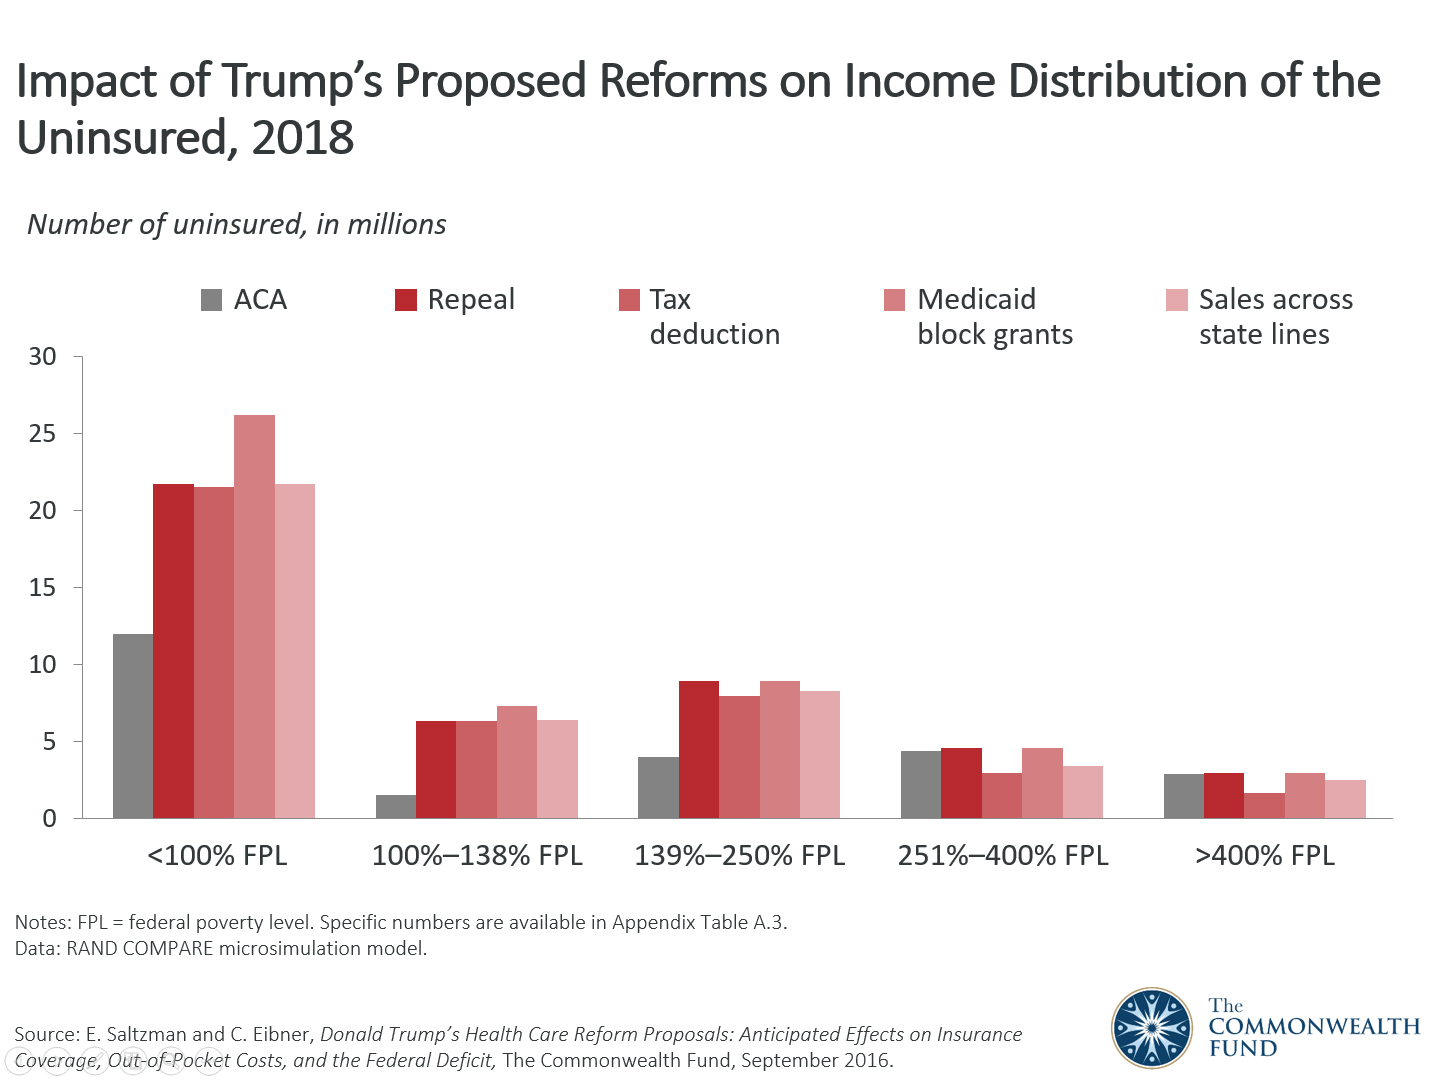 Impact of Trump’s Proposed Reforms on Income Distribution of the
Uninsured, 2018
Number of uninsured, in millions
ACA
Repeal
Tax
deduction
Medicaid
block grants
Sales across
state lines
30
25
20
15
10
5
0
<100% FPL
100%–138% FPL
139%–250% FPL
251%–400% FPL
>400% FPL
Notes: FPL = federal poverty level. Specific numbers are available in Appendix Table A.3.
Data: RAND COMPARE microsimulation model.
Source: E. Saltzman and C. Eibner, Donald Trump’s Health Care Reform Proposals: Anticipated Effects on Insurance
Coverage, Out-of-Pocket Costs, and the Federal Deficit, The Commonwealth Fund, September 2016.
The
COMMONWEALTH
FUND